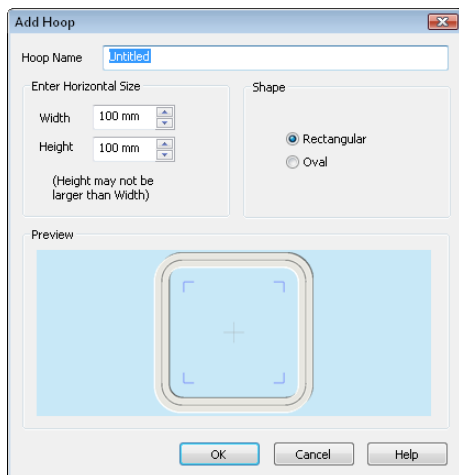 Add Hoop
Hoop Name
Untitled
Enter Horizontal Size
Width
100 mm
Height
100 mm
(Height may not be
larger than Width)
Shape
Rectangular
Oval
Preview
OK
Cancel
Help